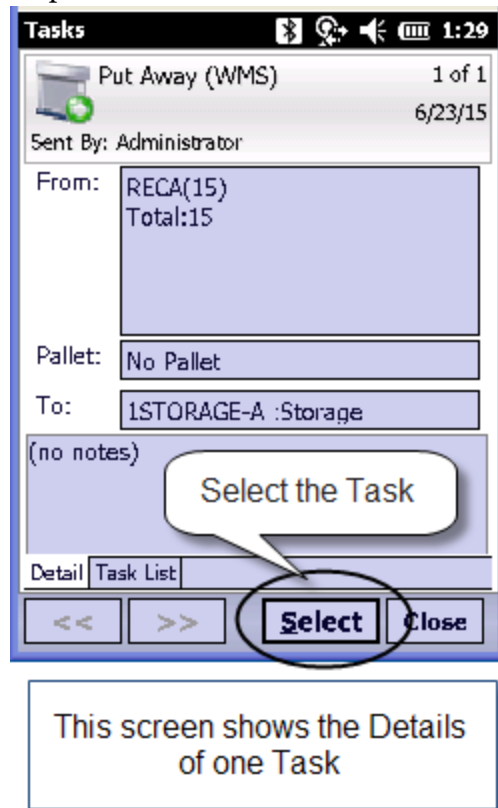 Tasks 1:29
Put Away (WMS) 1 of 1
6/23/15
Sent By: Administrator
From: RECA(15)
Total:15
Pallet: No Pallet
To: 1STORAGE-A :Storage
(no notes)
Select the Task
Detail Task List
<< >> Select Close
This screen shows the Details
of one Task